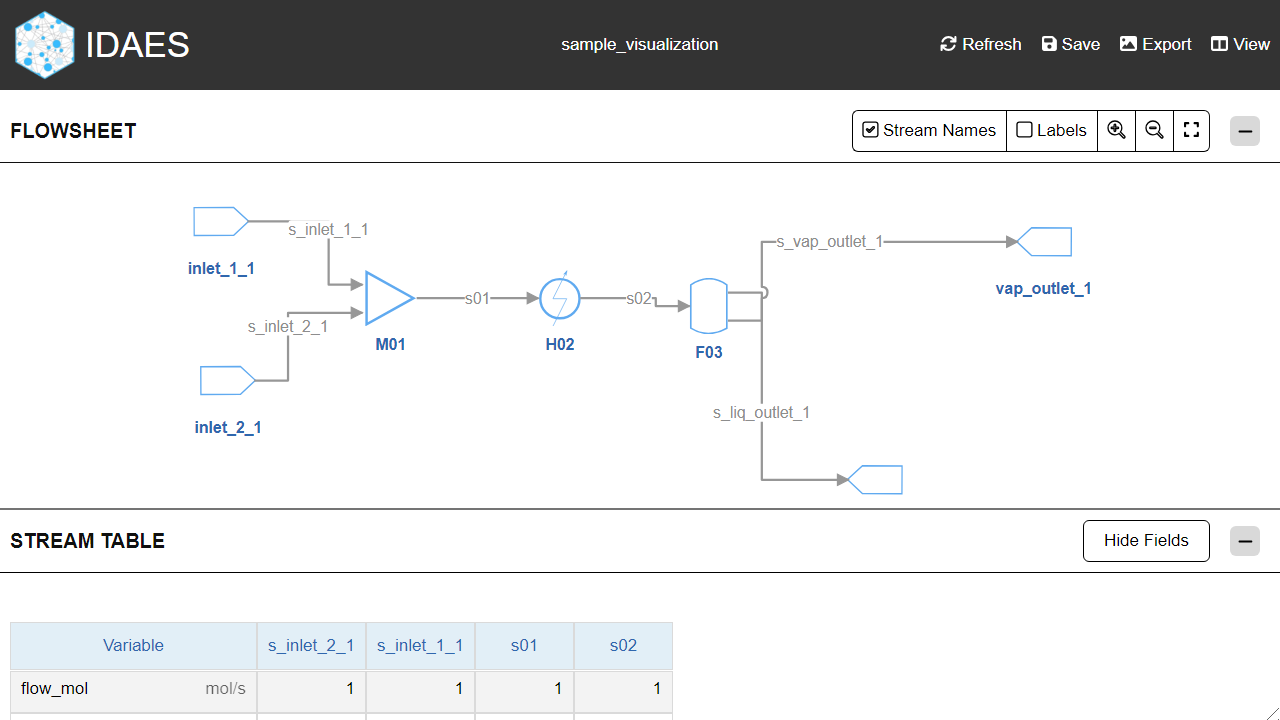 IDAES
sample_visualization
Refresh Save Export View
FLOWSHEET
Stream Names Labels
s_inlet_1_1
inlet_1_1
s_vap_outlet_1
vap_outlet_1
s01
s02
s_inlet_2_1
M01
H02
F03
inlet_2_1
s_liq_outlet_1
STREAM TABLE
Hide Fields
Variable s_inlet_2_1 s_inlet_1_1 s01 s02
flow_mol mol/s 1 1 1 1